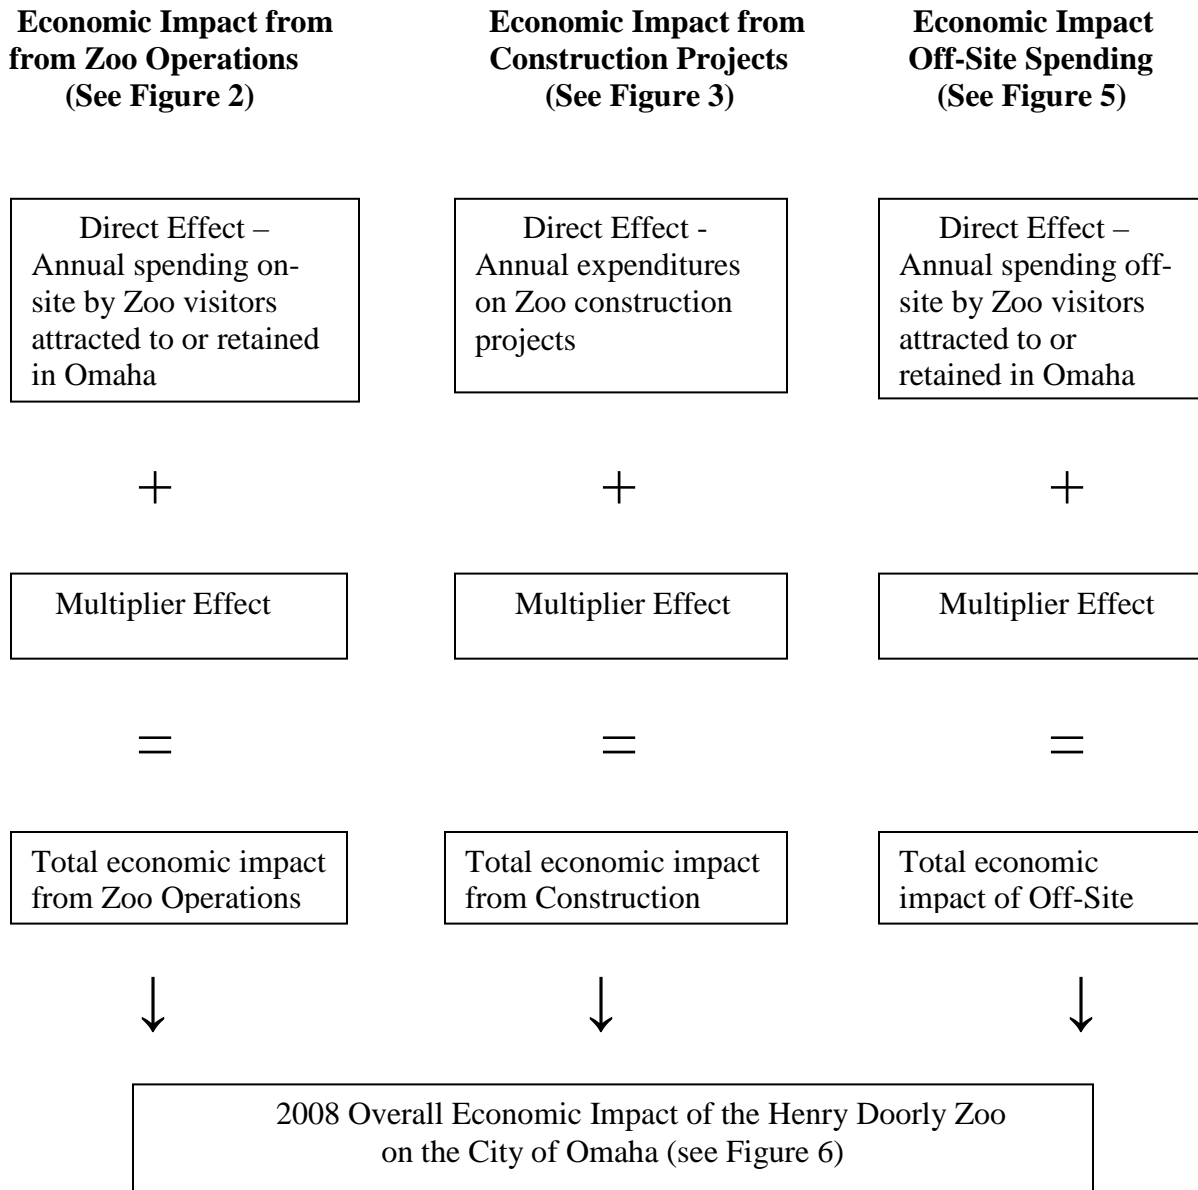 Economic Impact from
from Zoo Operations
(See Figure 2)
Economic Impact from
Construction Projects
(See Figure 3)
Economic Impact
Off-Site Spending
(See Figure 5)
Direct Effect –
Annual spending on-
site by Zoo visitors
attracted to or retained
in Omaha
Direct Effect -
Annual expenditures
on Zoo construction
projects
Direct Effect –
Annual spending off-
site by Zoo visitors
attracted to or
retained in Omaha
+
+
+
Multiplier Effect
Multiplier Effect
Multiplier Effect
=
=
=
Total economic impact
from Zoo Operations
Total economic impact
from Construction
Total economic
impact of Off-Site
↓
↓
↓
2008 Overall Economic Impact of the Henry Doorly Zoo
on the City of Omaha (see Figure 6)